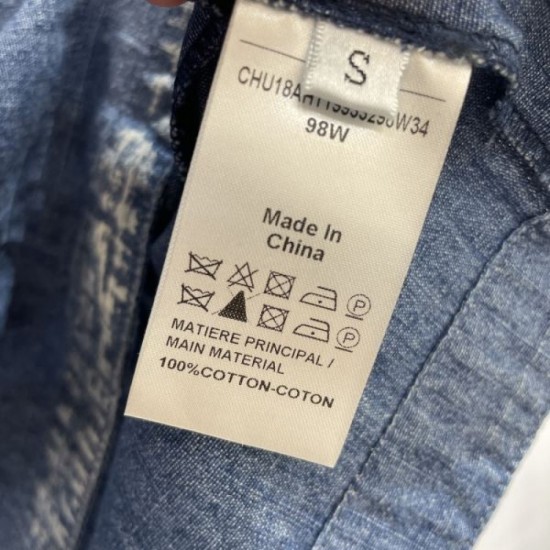 S
98W
Made In
China
P
P
MATIERE PRINCIPAL /
MAIN MATERIAL
100%COTTON-COTON